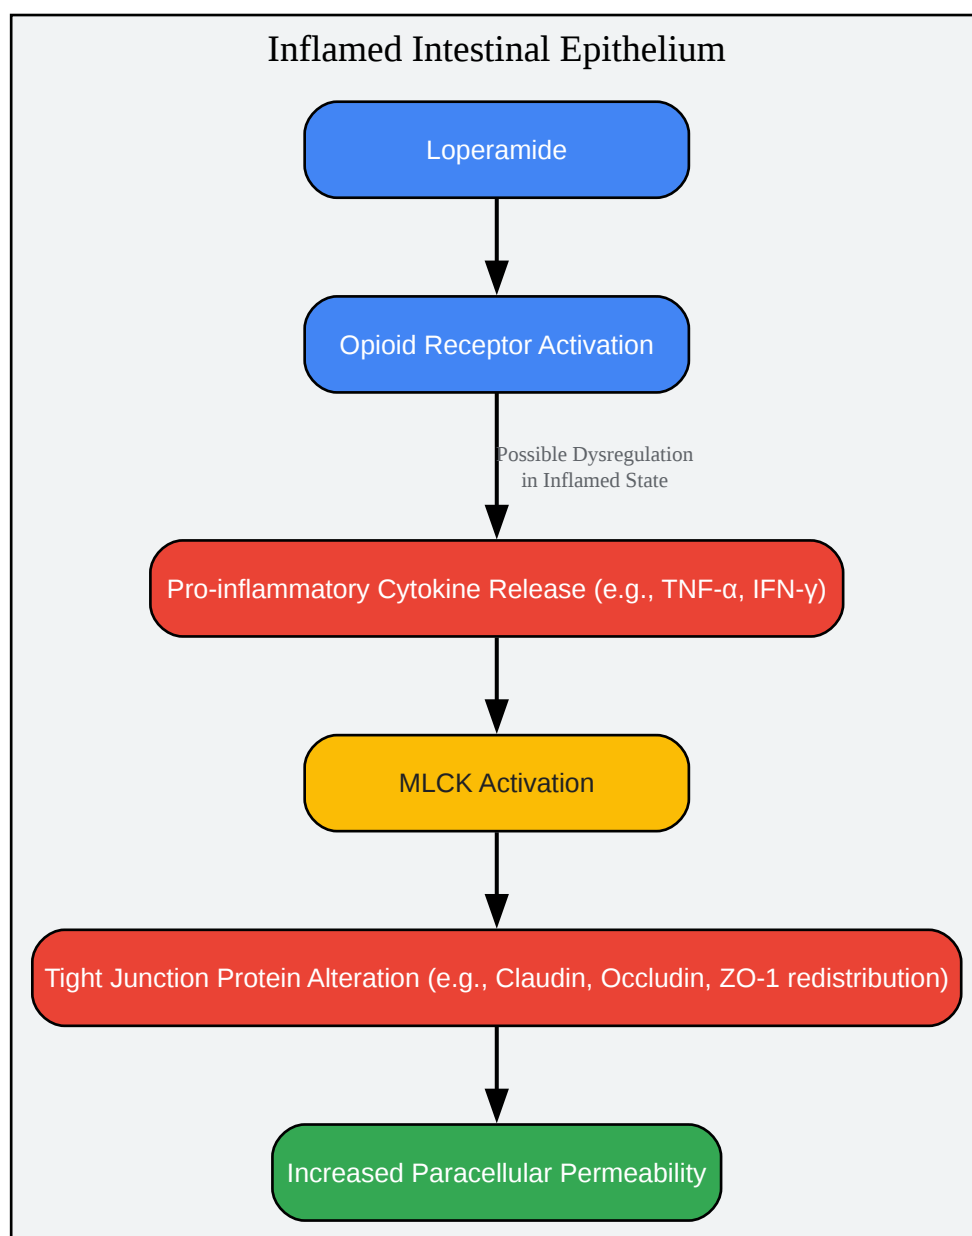 Inflamed Intestinal Epithelium
Loperamide
Opioid Receptor Activation
Possible Dysregulation
in Inflamed State
Pro-inflammatory Cytokine Release (e.g., TNF-α, IFN-γ)
MLCK Activation
Tight Junction Protein Alteration (e.g., Claudin, Occludin, ZO-1 redistribution)
Increased Paracellular Permeability